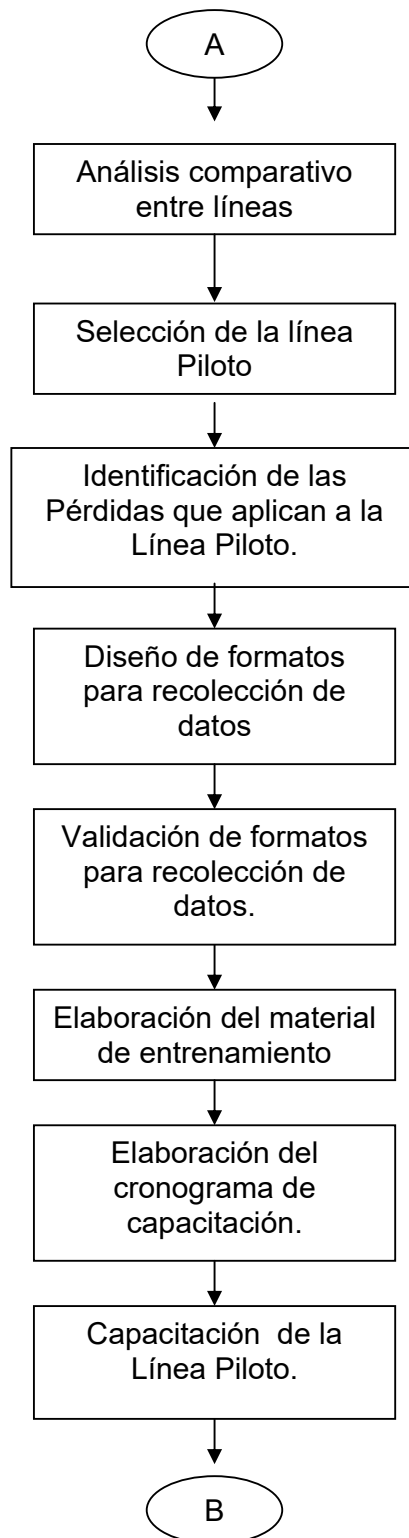 A
Análisis comparativo
entre líneas
Selección de la línea
Piloto
Identificación de las
Pérdidas que aplican a la
Línea Piloto.
Diseño de formatos
para recolección de
datos
Validación de formatos
para recolección de
datos.
Elaboración del material
de entrenamiento
Elaboración del
cronograma de
capacitación.
Capacitación  de la
Línea Piloto.
B